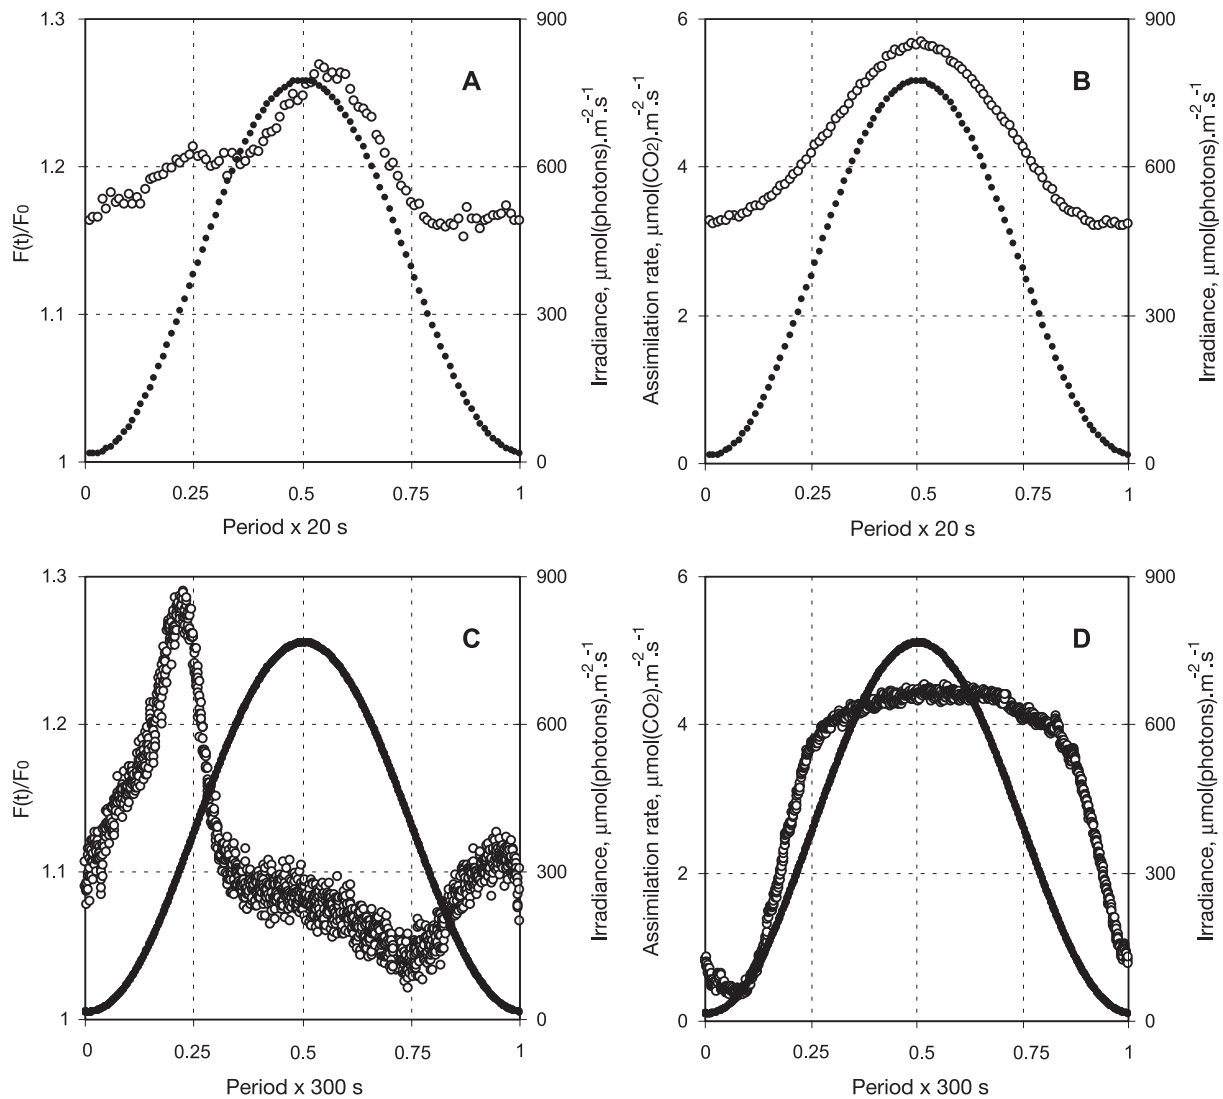 1.3
900
6
900
A
B
1.2
600
4
600
F(t)/F0
Irradiance, μmol(photons).m-2.s-1
Assimilation rate, μmol(CO2).m-2.s-1
Irradiance, μmol(photons).m-2.s-1
1.1
300
2
300
1
0
0
0
0 0.25 0.5 0.75 1
0 0.25 0.5 0.75 1
Period x 20 s
Period x 20 s
1.3
900
6
900
C
D
1.2
600
4
600
F(t)/F0
Irradiance, μmol(photons).m-2.s-1
Assimilation rate, μmol(CO2).m-2.s-1
Irradiance, μmol(photons).m-2.s-1
1.1
300
2
300
1
0
0
0
0 0.25 0.5 0.75 1
0 0.25 0.5 0.75 1
Period x 300 s
Period x 300 s